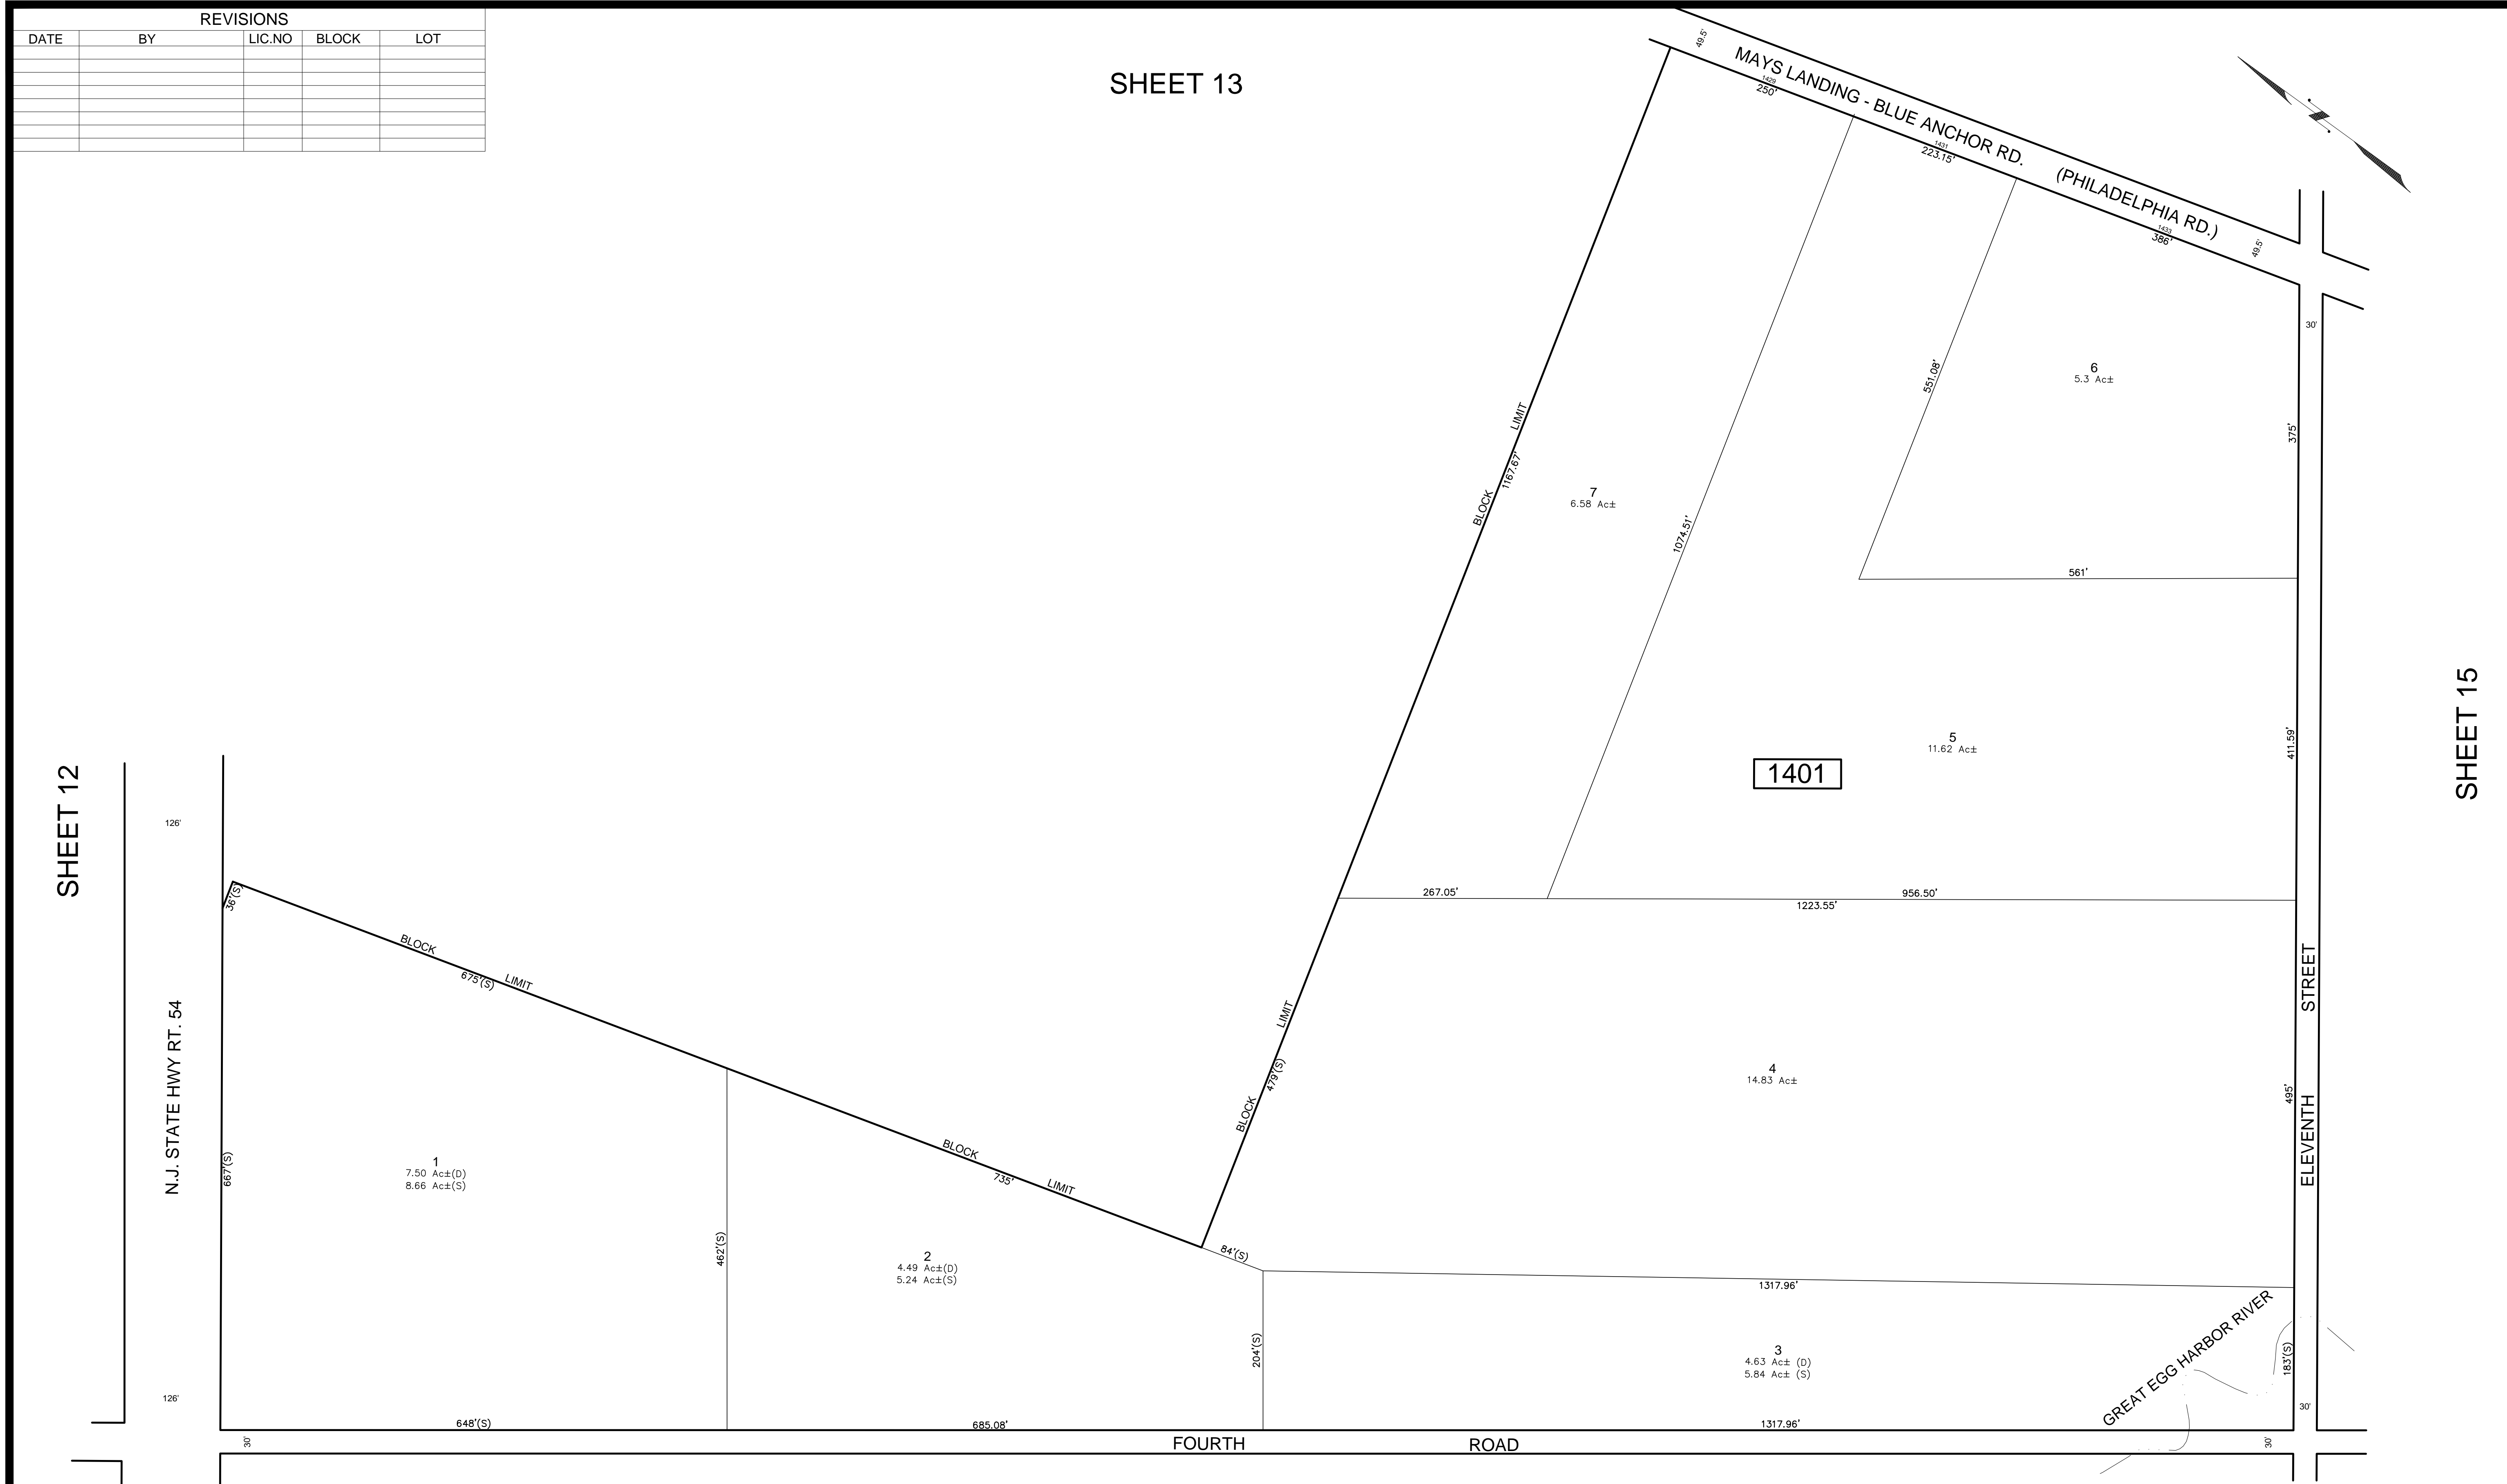 REVISIONS
DATE BY LIC.NO BLOCK LOT
SHEET 13
49.5'
MAYS LANDING - BLUE ANCHOR RD. (PHILADELPHIA RD.)
1429
250'
1431
223.15'
1433
386'
49.5'
30'
6
5.3 Ac±
551.08'
375'
BLOCK LIMIT
1167.67'
7
6.58 Ac±
1074.51'
561'
SHEET 15
5
11.62 Ac±
411.59'
1401
SHEET 12
126'
267.05'
956.50'
1223.55'
36'(S)
BLOCK LIMIT
675'(S)
N.J. STATE HWY RT. 54
ELEVENTH STREET
BLOCK LIMIT
479'(S)
4
14.83 Ac±
495'
667'(S)
1
7.50 Ac±(D)
8.66 Ac±(S)
BLOCK LIMIT
735'
462'(S)
2
4.49 Ac±(D)
5.24 Ac±(S)
84'(S)
1317.96'
GREAT EGG HARBOR RIVER
204'(S)
3
4.63 Ac± (D)
5.84 Ac± (S)
183'(S)
126'
30'
648'(S)
685.08'
1317.96'
30'
FOURTH ROAD
30'